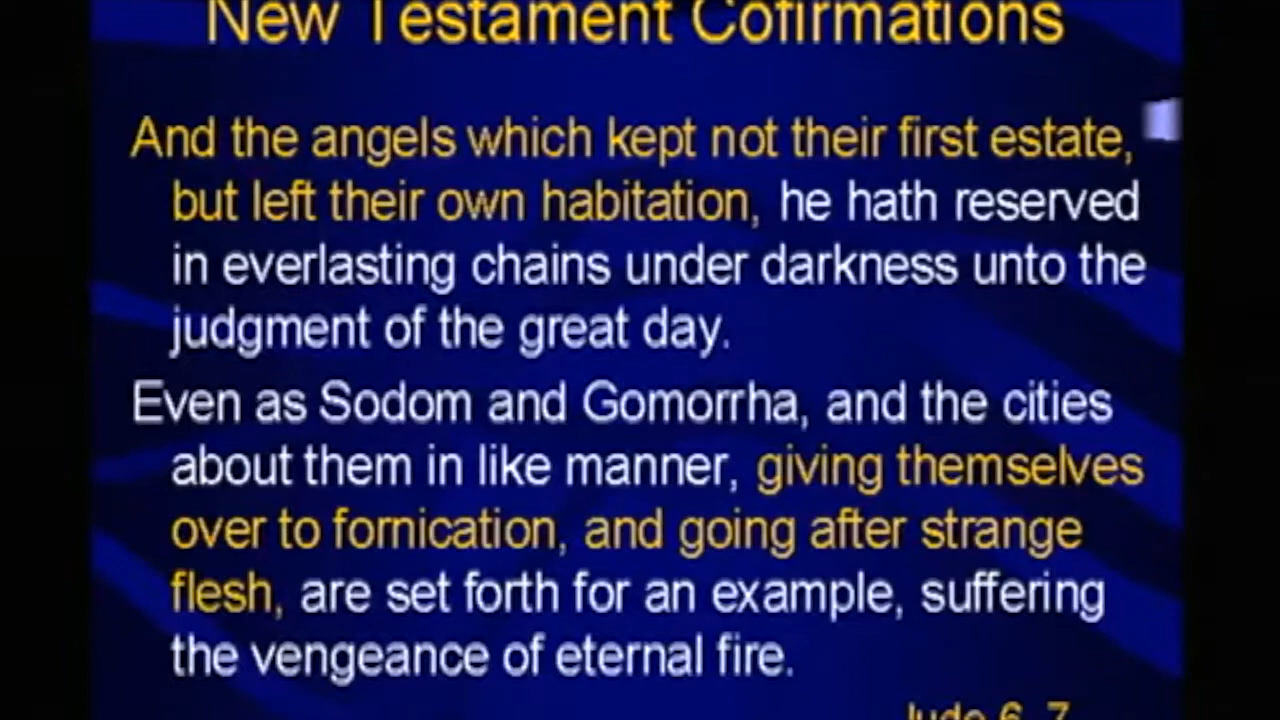 New Testament Cofirmations
And the angels which kept not their first estate,
but left their own habitation, he hath reserved
in everlasting chains under darkness unto the
judgment of the great day.
Even as Sodom and Gomorrha, and the cities
about them in like manner, giving themselves
over to fornication, and going after strange
flesh, are set forth for an example, suffering
the vengeance of eternal fire.
Jude 6, 7